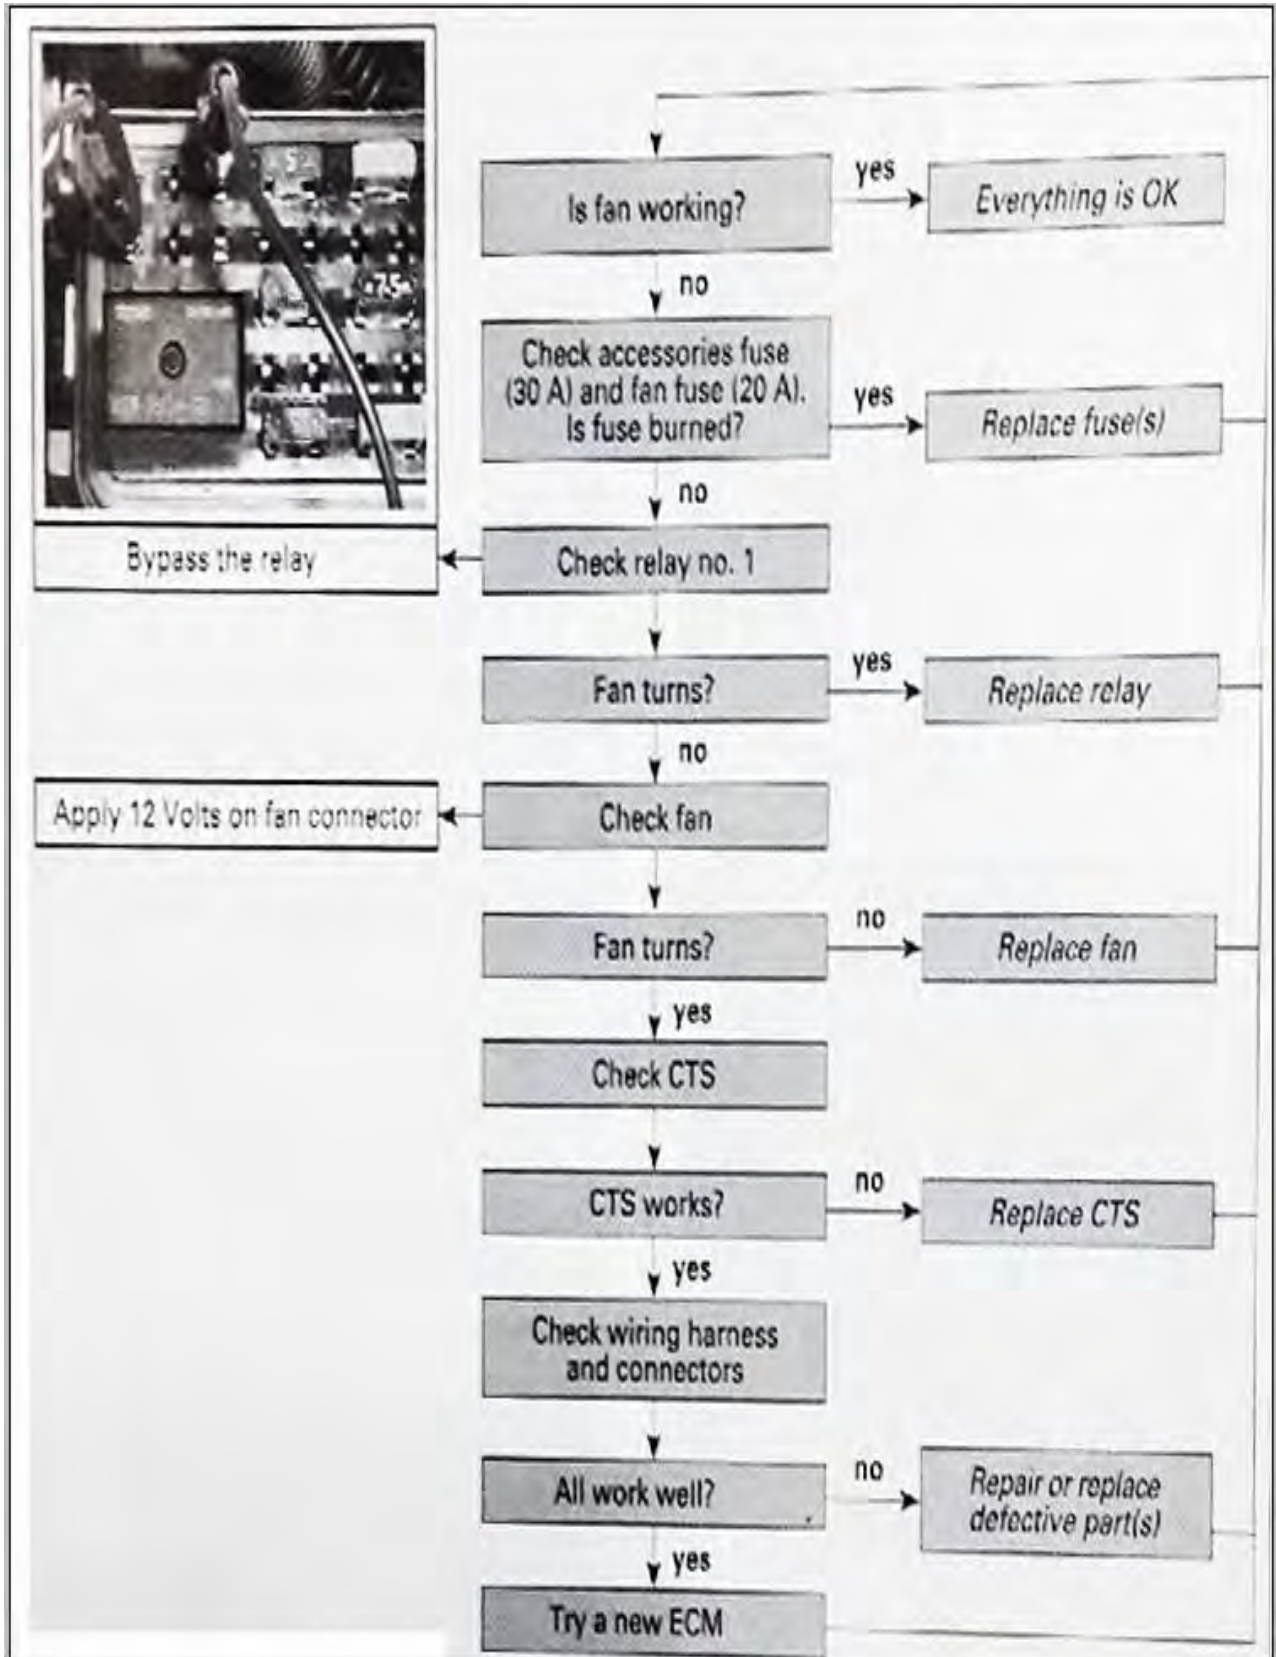 yes
Is fan working?
Everything is OK
no
Check accessories fuse
(30 A) and fan fuse (20 A).
Is fuse burned?
yes
Replace fuse(s)
no
Bypass the relay
Check relay no. 1
yes
Fan turns?
Replace relay
no
Apply 12 Volts on fan connector
Check fan
no
Fan turns?
Replace fan
yes
Check CTS
no
CTS works?
Replace CTS
yes
Check wiring harness
and connectors
no
All work well?
Repair or replace
defective part(s)
yes
Try a new ECM